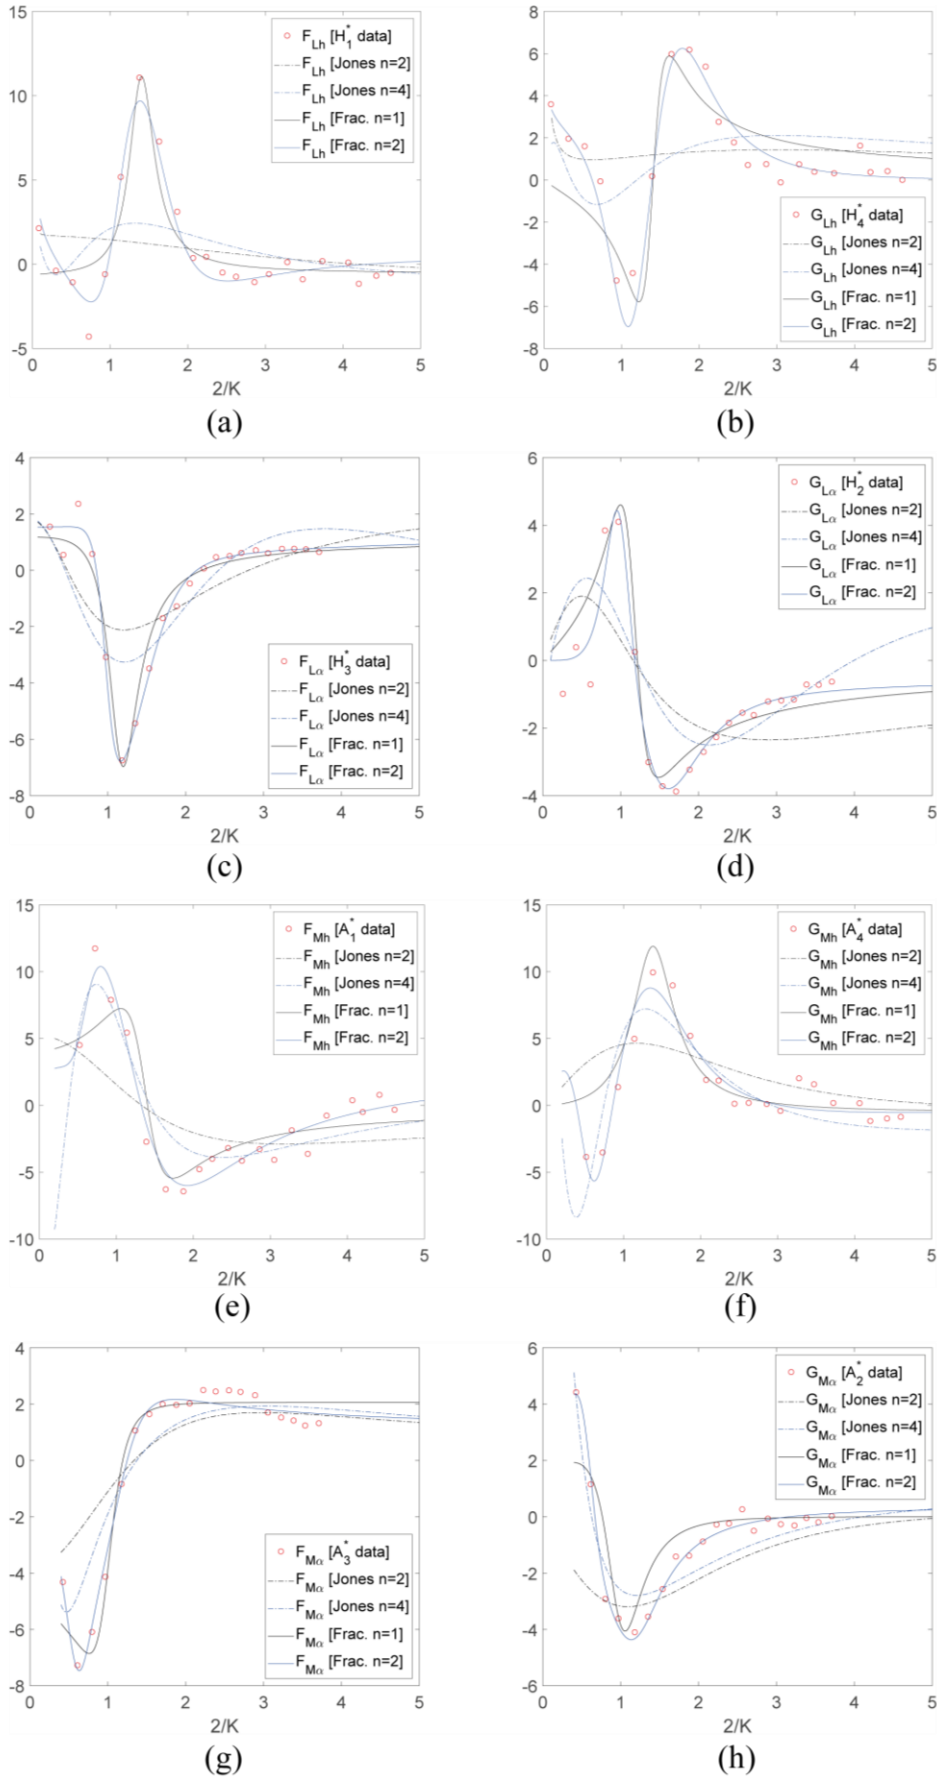 15
10
5
0
-5
0 1 2 3 4 5
2/K
F_Lh [H_1^* data]
F_Lh [Jones n=2]
F_Lh [Jones n=4]
F_Lh [Frac. n=1]
F_Lh [Frac. n=2]
(a)
8
6
4
2
0
-2
-4
-6
-8
0 1 2 3 4 5
2/K
G_Lh [H_4^* data]
G_Lh [Jones n=2]
G_Lh [Jones n=4]
G_Lh [Frac. n=1]
G_Lh [Frac. n=2]
(b)
4
2
0
-2
-4
-6
-8
0 1 2 3 4 5
2/K
F_Lα [H_3^* data]
F_Lα [Jones n=2]
F_Lα [Jones n=4]
F_Lα [Frac. n=1]
F_Lα [Frac. n=2]
(c)
6
4
2
0
-2
-4
0 1 2 3 4 5
2/K
G_Lα [H_2^* data]
G_Lα [Jones n=2]
G_Lα [Jones n=4]
G_Lα [Frac. n=1]
G_Lα [Frac. n=2]
(d)
15
10
5
0
-5
-10
0 1 2 3 4 5
2/K
F_Mh [A_1^* data]
F_Mh [Jones n=2]
F_Mh [Jones n=4]
F_Mh [Frac. n=1]
F_Mh [Frac. n=2]
(e)
15
10
5
0
-5
-10
0 1 2 3 4 5
2/K
G_Mh [A_4^* data]
G_Mh [Jones n=2]
G_Mh [Jones n=4]
G_Mh [Frac. n=1]
G_Mh [Frac. n=2]
(f)
4
2
0
-2
-4
-6
-8
0 1 2 3 4 5
2/K
F_Mα [A_3^* data]
F_Mα [Jones n=2]
F_Mα [Jones n=4]
F_Mα [Frac. n=1]
F_Mα [Frac. n=2]
(g)
6
4
2
0
-2
-4
-6
0 1 2 3 4 5
2/K
G_Mα [A_2^* data]
G_Mα [Jones n=2]
G_Mα [Jones n=4]
G_Mα [Frac. n=1]
G_Mα [Frac. n=2]
(h)